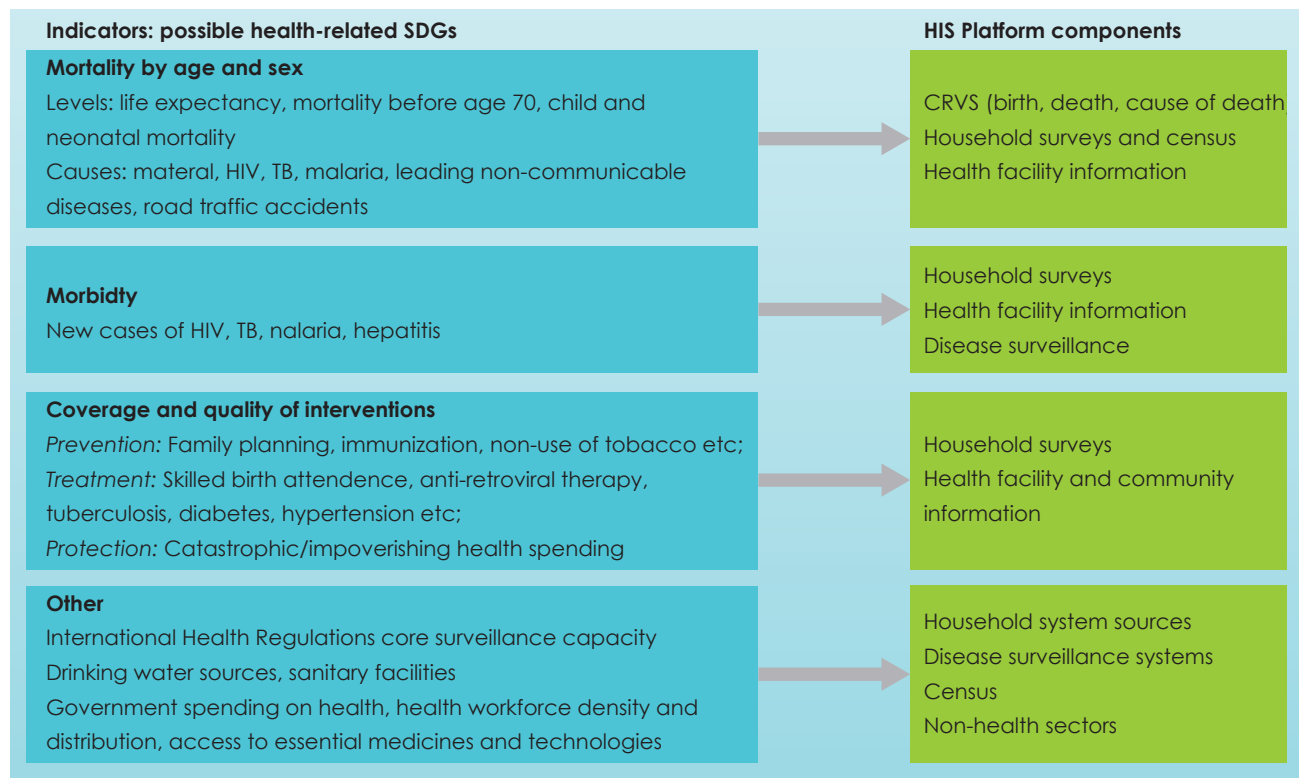 Indicators: possible health-related SDGs
HIS Platform components
Mortality by age and sex
Levels: life expectancy, mortality before age 70, child and
neonatal mortality
Causes: materal, HIV, TB, malaria, leading non-communicable
diseases, road traffic accidents
CRVS (birth, death, cause of death)
Household surveys and census
Health facility information
Morbidty
New cases of HIV, TB, nalaria, hepatitis
Household surveys
Health facility information
Disease surveillance
Coverage and quality of interventions
Prevention: Family planning, immunization, non-use of tobacco etc;
Treatment: Skilled birth attendence, anti-retroviral therapy,
tuberculosis, diabetes, hypertension etc;
Protection: Catastrophic/impoverishing health spending
Household surveys
Health facility and community
information
Other
International Health Regulations core surveillance capacity
Drinking water sources, sanitary facilities
Government spending on health, health workforce density and
distribution, access to essential medicines and technologies
Household system sources
Disease surveillance systems
Census
Non-health sectors